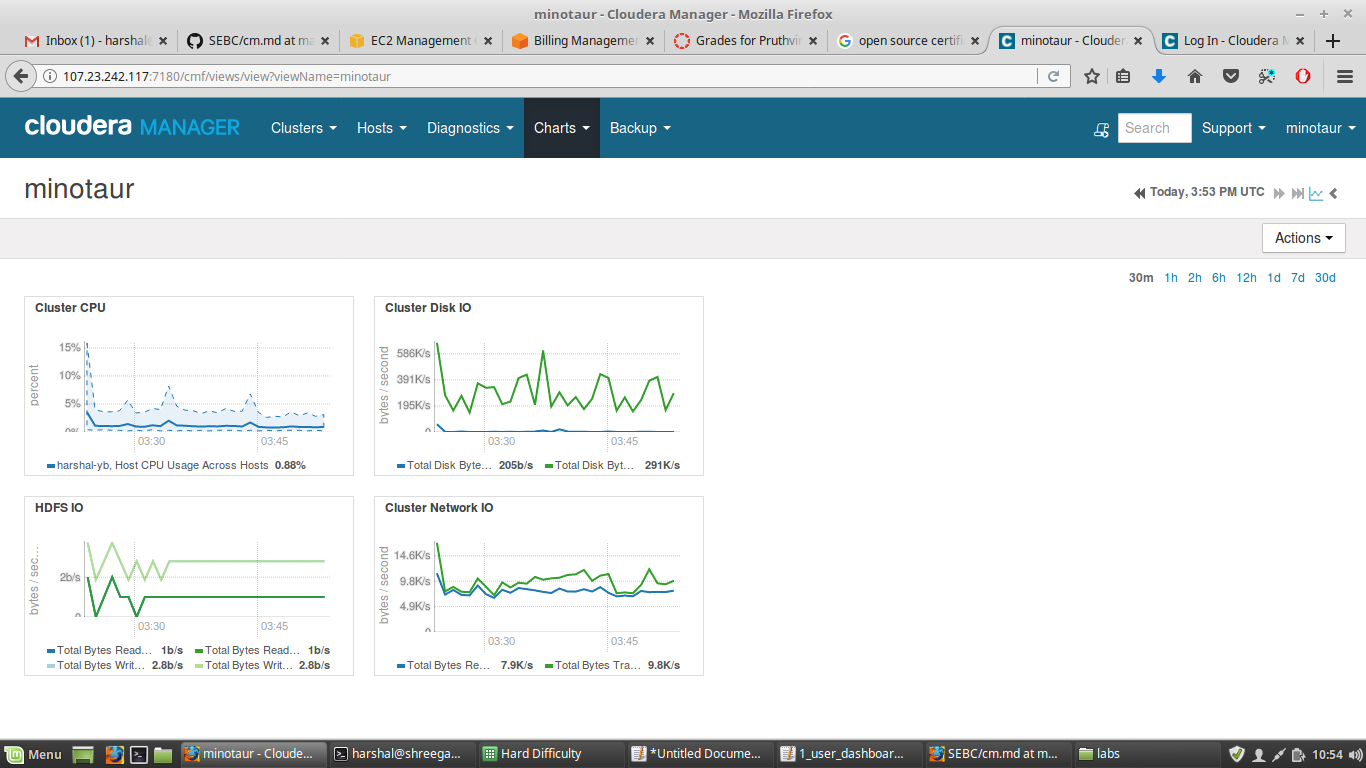 minotaur - Cloudera Manager - Mozilla Firefox
Inbox (1) - harshal SEBC/cm.md at ma EC2 Management Billing Managemen Grades for Pruthvi open source certifi minotaur - Clouder Log In - Cloudera M
107.23.242.117:7180/cmf/views/view?viewName=minotaur
cloudera MANAGER Clusters Hosts Diagnostics Charts Backup Search Support minotaur
minotaur
Today, 3:53 PM UTC
Actions
30m 1h 2h 6h 12h 1d 7d 30d
Cluster CPU
percent
15%
10%
5%
0%
03:30 03:45
harshal-yb, Host CPU Usage Across Hosts 0.88%
Cluster Disk IO
bytes / second
586K/s
391K/s
195K/s
0
03:30 03:45
Total Disk Byte... 205b/s Total Disk Byt... 291K/s
HDFS IO
bytes / sec...
2b/s
0
03:30 03:45
Total Bytes Read... 1b/s Total Bytes Read... 1b/s
Total Bytes Writ... 2.8b/s Total Bytes Writ... 2.8b/s
Cluster Network IO
bytes / second
14.6K/s
9.8K/s
4.9K/s
0
03:30 03:45
Total Bytes Re... 7.9K/s Total Bytes Tra... 9.8K/s
Menu minotaur - Cloude... harshal@shreega... Hard Difficulty *Untitled Docume... 1_user_dashboar... SEBC/cm.md at m... labs 10:54